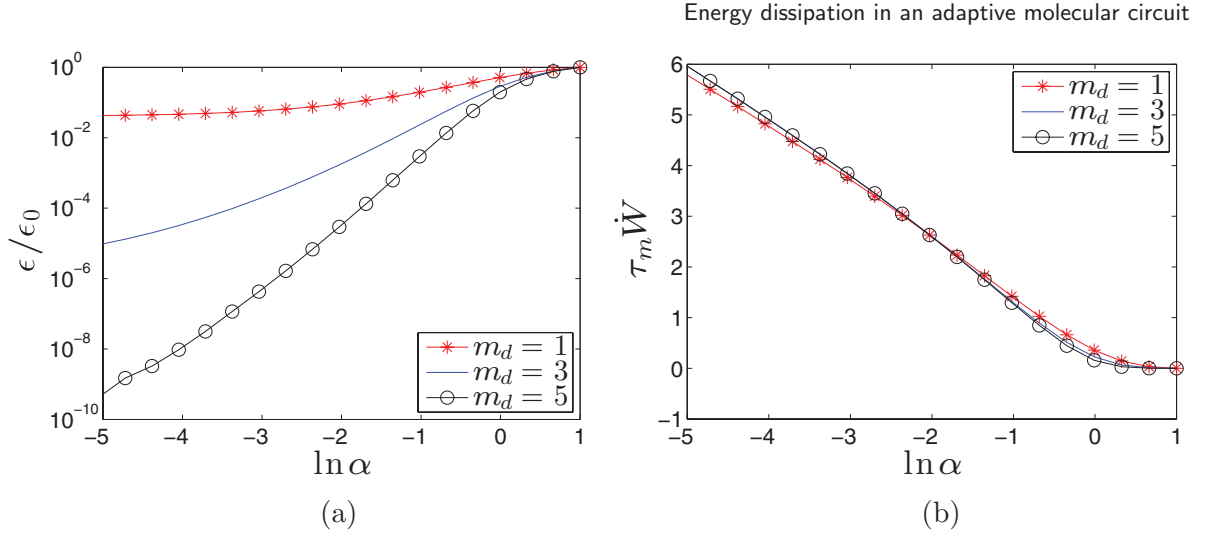 Energy dissipation in an adaptive molecular circuit
10^0
10^{-2}
10^{-4}
10^{-6}
10^{-8}
10^{-10}
ϵ/ϵ_0
m_d = 1
m_d = 3
m_d = 5
−5 −4 −3 −2 −1 0 1
ln α
(a)
6
5
4
3
2
1
0
−1
τ_m Ẇ
m_d = 1
m_d = 3
m_d = 5
−5 −4 −3 −2 −1 0 1
ln α
(b)